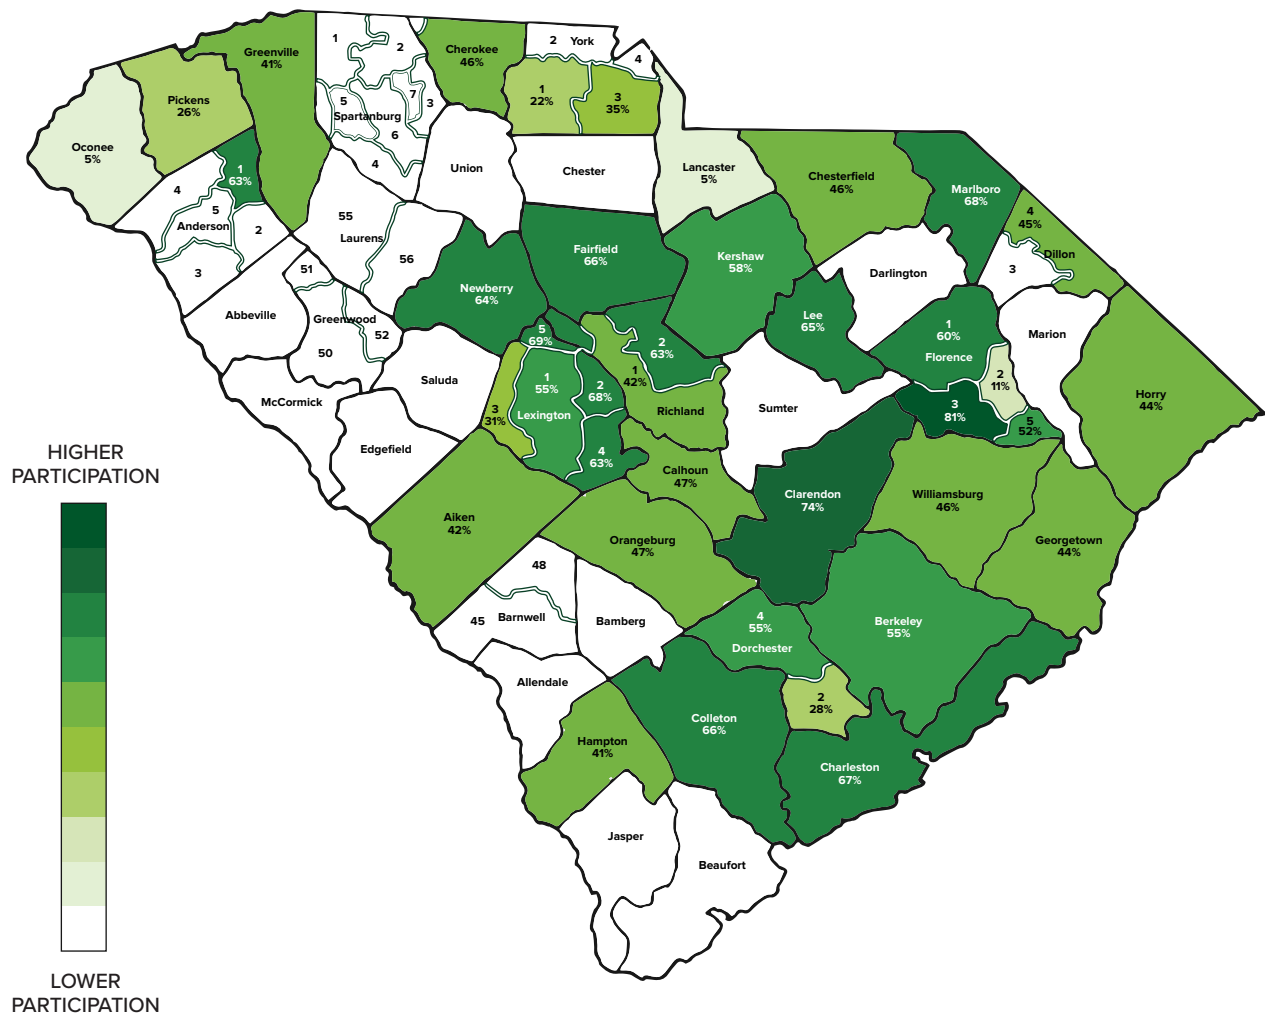 1
2
Greenville
41%
Cherokee
46%
2 York
4
Pickens
26%
5
7
3
Spartanburg
6
4
1
22%
3
35%
Oconee
5%
1
63%
4
5
Anderson
2
3
Union
Chester
Lancaster
5%
Chesterfield
46%
Marlboro
68%
4
45%
Dillon
3
55
Laurens
56
51
Greenwood
52
50
Abbeville
Newberry
64%
Fairfield
66%
Kershaw
58%
Darlington
Lee
65%
1
60%
Florence
Marion
2
11%
3
81%
5
52%
Horry
44%
McCormick
Saluda
Edgefield
5
69%
1
55%
Lexington
2
68%
3
31%
4
63%
2
63%
1
42%
Richland
Sumter
HIGHER
PARTICIPATION
Calhoun
47%
Clarendon
74%
Williamsburg
46%
Georgetown
44%
Aiken
42%
Orangeburg
47%
48
45 Barnwell
Bamberg
4
55%
Dorchester
Berkeley
55%
Allendale
2
28%
Colleton
66%
Hampton
41%
Charleston
67%
Jasper
Beaufort
LOWER
PARTICIPATION